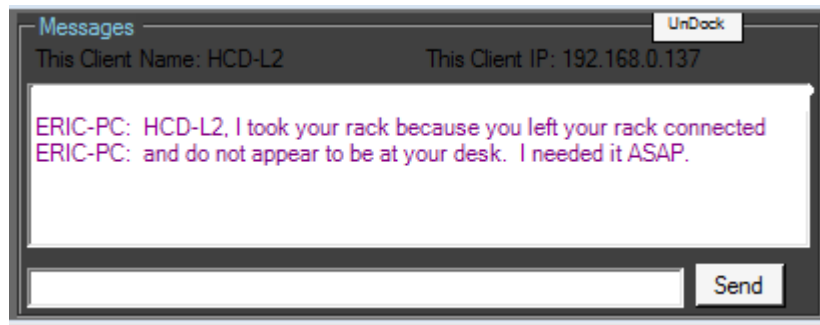 Messages
UnDock
This Client Name: HCD-L2 This Client IP: 192.168.0.137
ERIC-PC: HCD-L2, I took your rack because you left your rack connected
ERIC-PC: and do not appear to be at your desk. I needed it ASAP.
Send